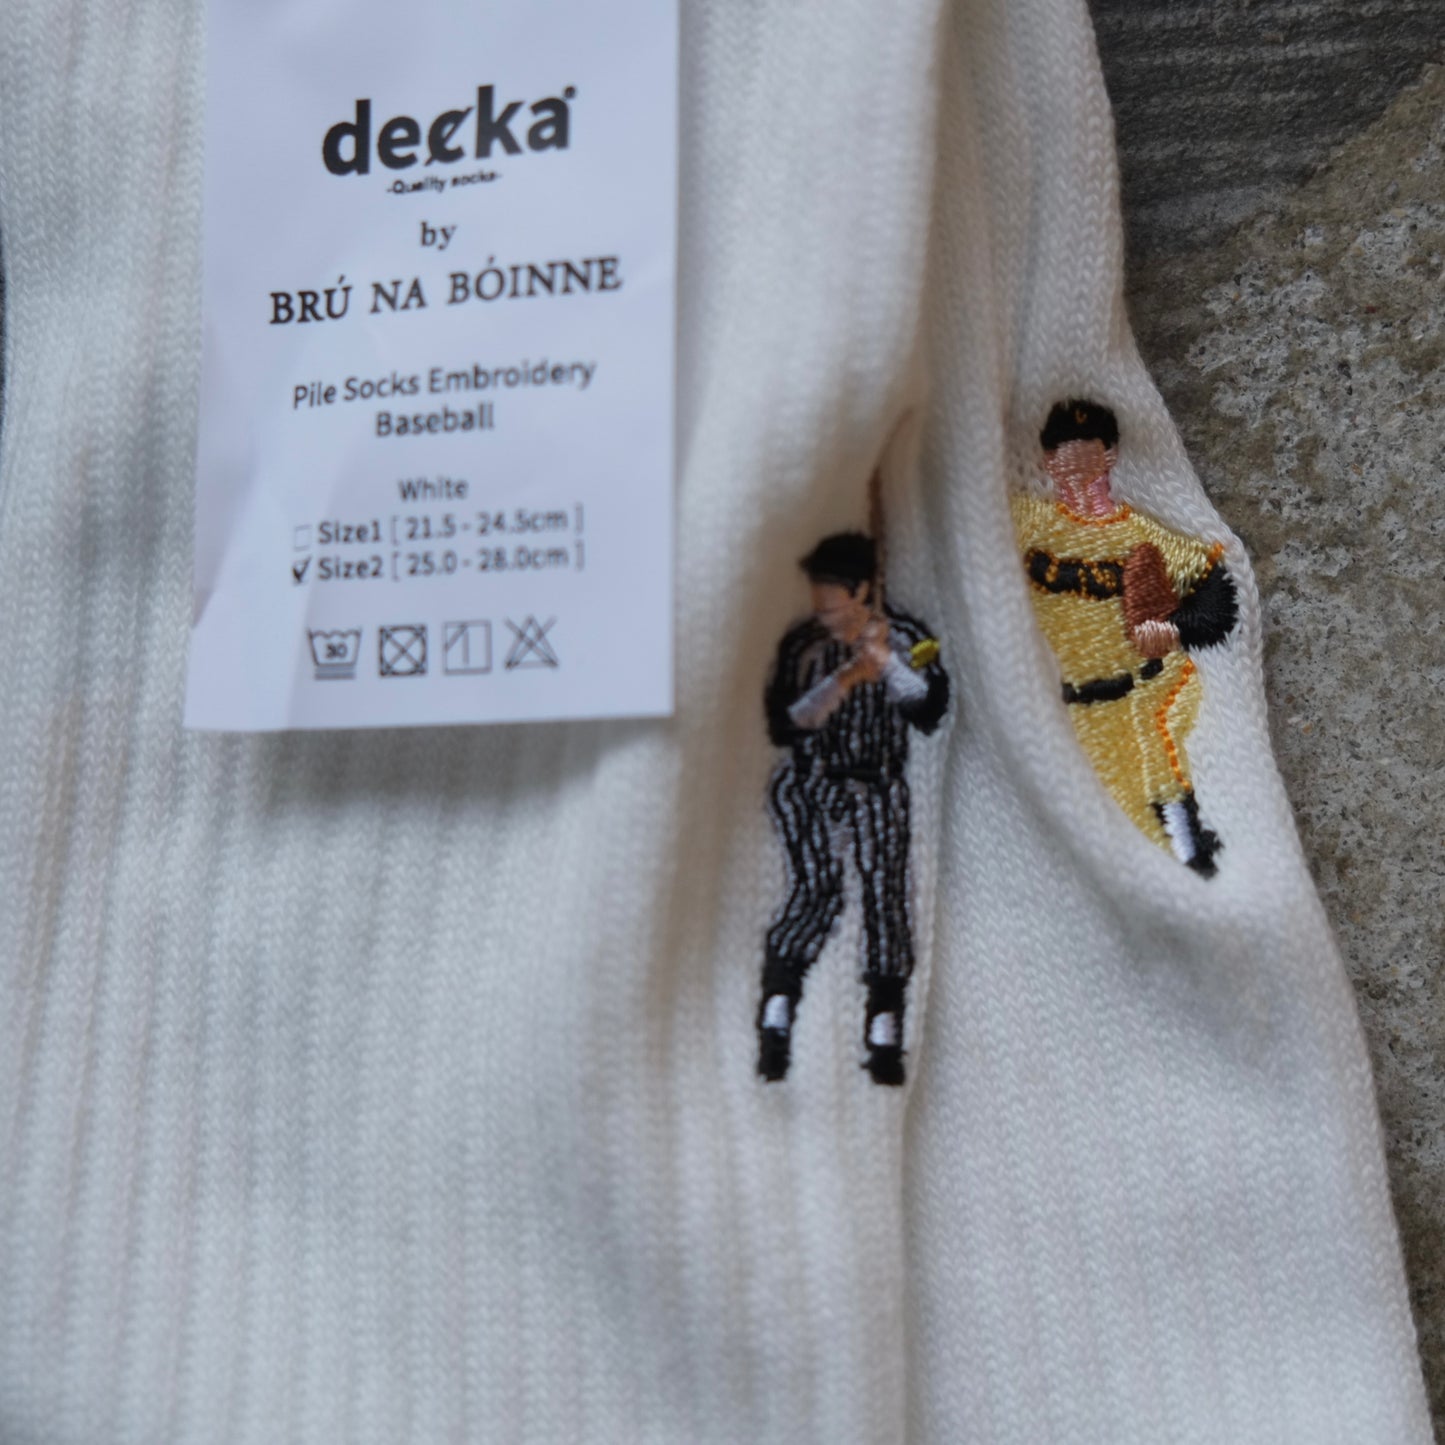 decka
-Quality socks-
by
BRÚ NA BÓINNE
Pile Socks Embroidery
Baseball
White
Size1 [ 21.5 - 24.5cm ]
Size2 [ 25.0 - 28.0cm ]
30